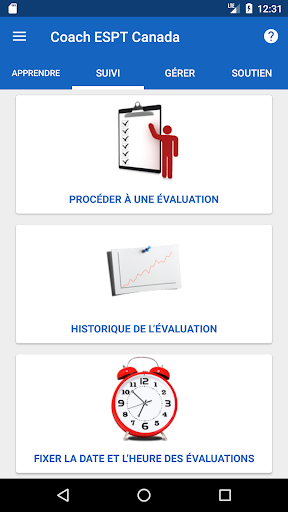 LTE 12:31
Coach ESPT Canada ?
APPRENDRE SUIVI GÉRER SOUTIEN
PROCÉDER À UNE ÉVALUATION
HISTORIQUE DE L'ÉVALUATION
12
1
2
3
4
5
6
7
8
9
10
11
FIXER LA DATE ET L'HEURE DES ÉVALUATIONS